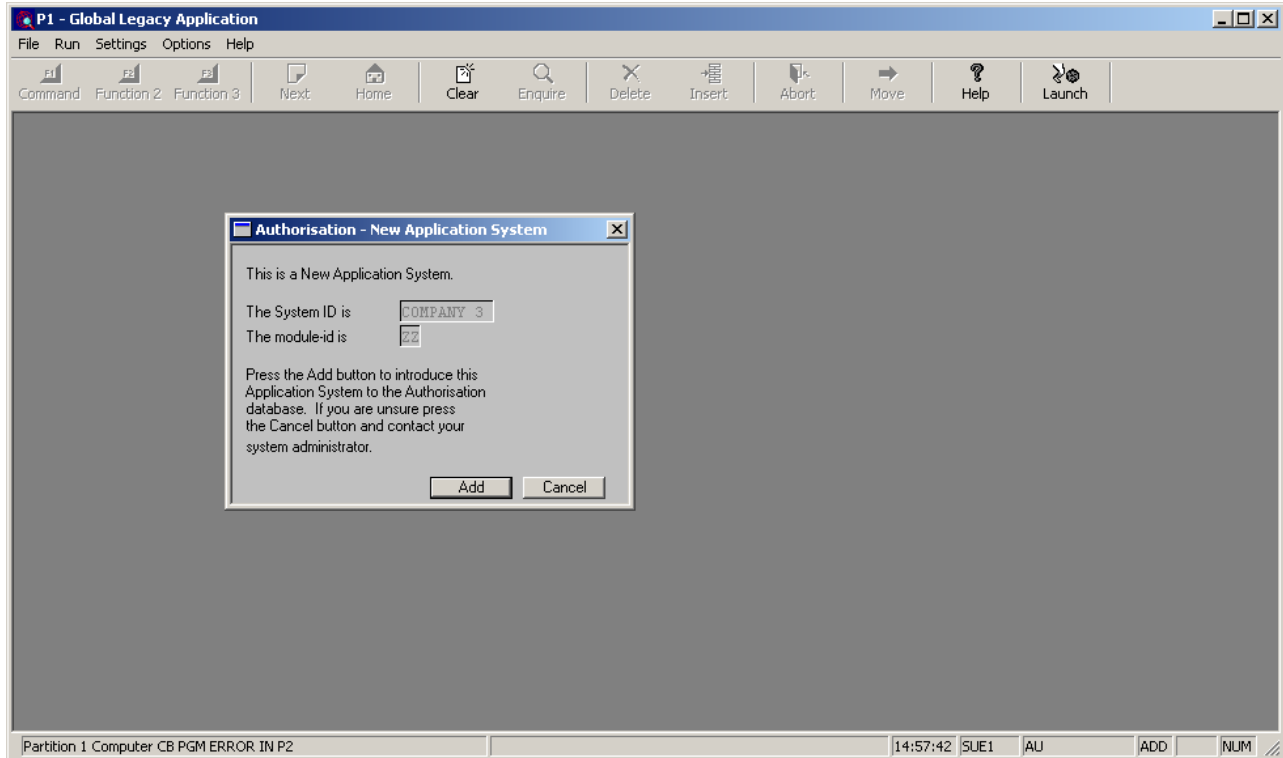 P1 - Global Legacy Application
File Run Settings Options Help
F1 F2 F3
Command Function 2 Function 3 Next Home Clear Enquire Delete Insert Abort Move Help Launch
Authorisation - New Application System
This is a New Application System.
The System ID is COMPANY 3
The module-id is ZZ
Press the Add button to introduce this
Application System to the Authorisation
database. If you are unsure press
the Cancel button and contact your
system administrator.
Add Cancel
Partition 1 Computer CB PGM ERROR IN P2 14:57:42 SUE1 AU ADD NUM